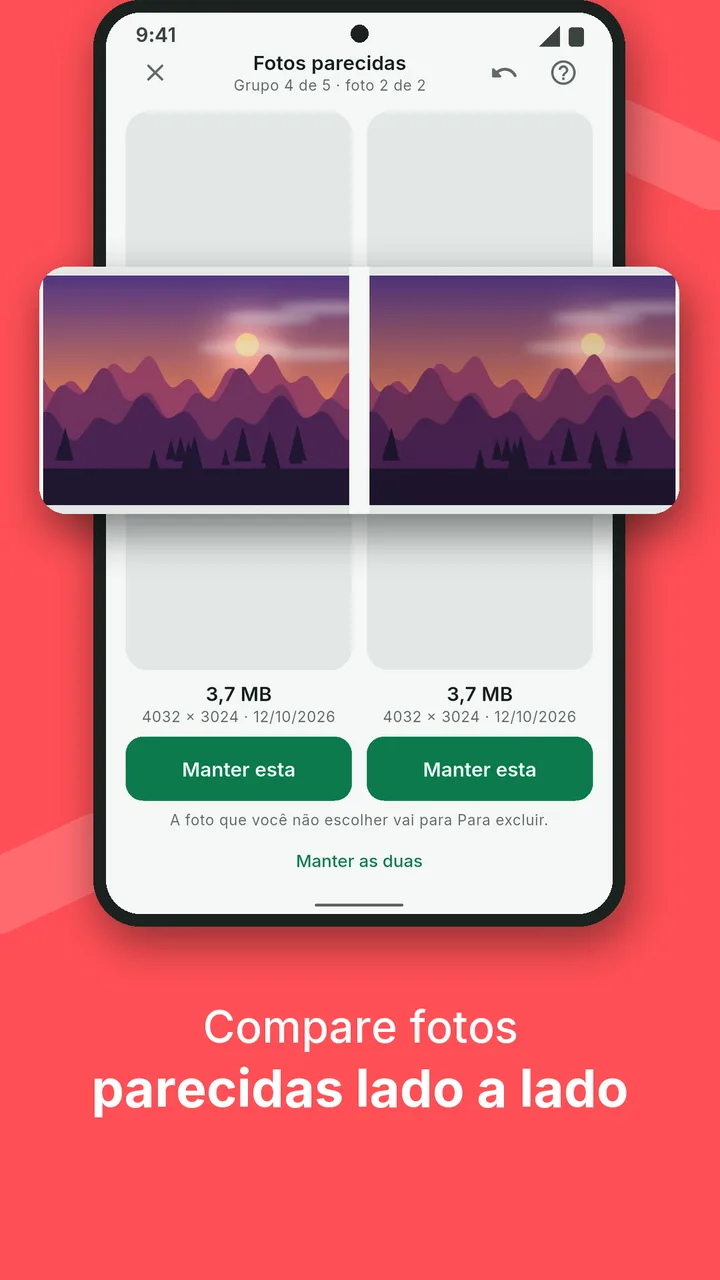 9:41
Fotos parecidas
Grupo 4 de 5 · foto 2 de 2
3,7 MB
4032 × 3024 · 12/10/2026
Manter esta
3,7 MB
4032 × 3024 · 12/10/2026
Manter esta
A foto que você não escolher vai para Para excluir.
Manter as duas
Compare fotos
parecidas lado a lado